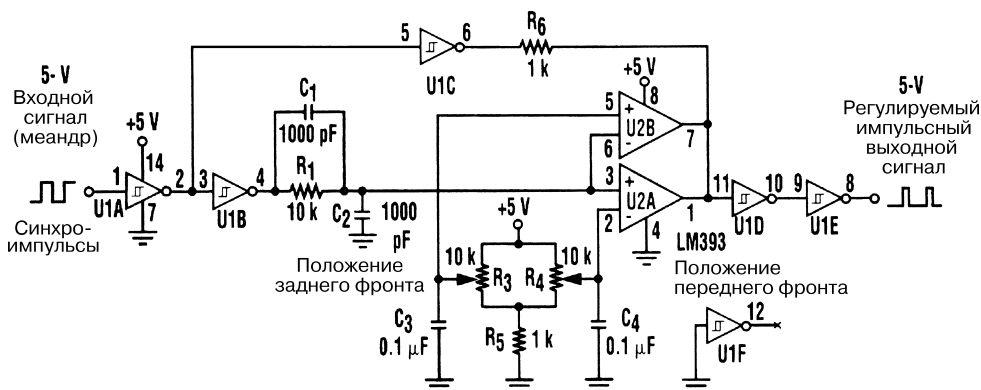 5- V
Входной
сигнал
(меандр)
+5 V
14
1
2
3
4
7
U1A
U1B
Синхро-
импульсы
C1
1000 pF
R1
10 k
C2
1000
pF
5
6
U1C
R6
1 k
+5 V
8
5
+
U2B
6
-
7
3
+
U2A
2
-
1
4
LM393
+5 V
10 k
R3
R4
10 k
Положение
заднего фронта
Положение
переднего фронта
C3
0.1 μF
R5
1 k
C4
0.1 μF
11
10
9
8
U1D
U1E
12
U1F
5-V
Регулируемый
импульсный
выходной
сигнал